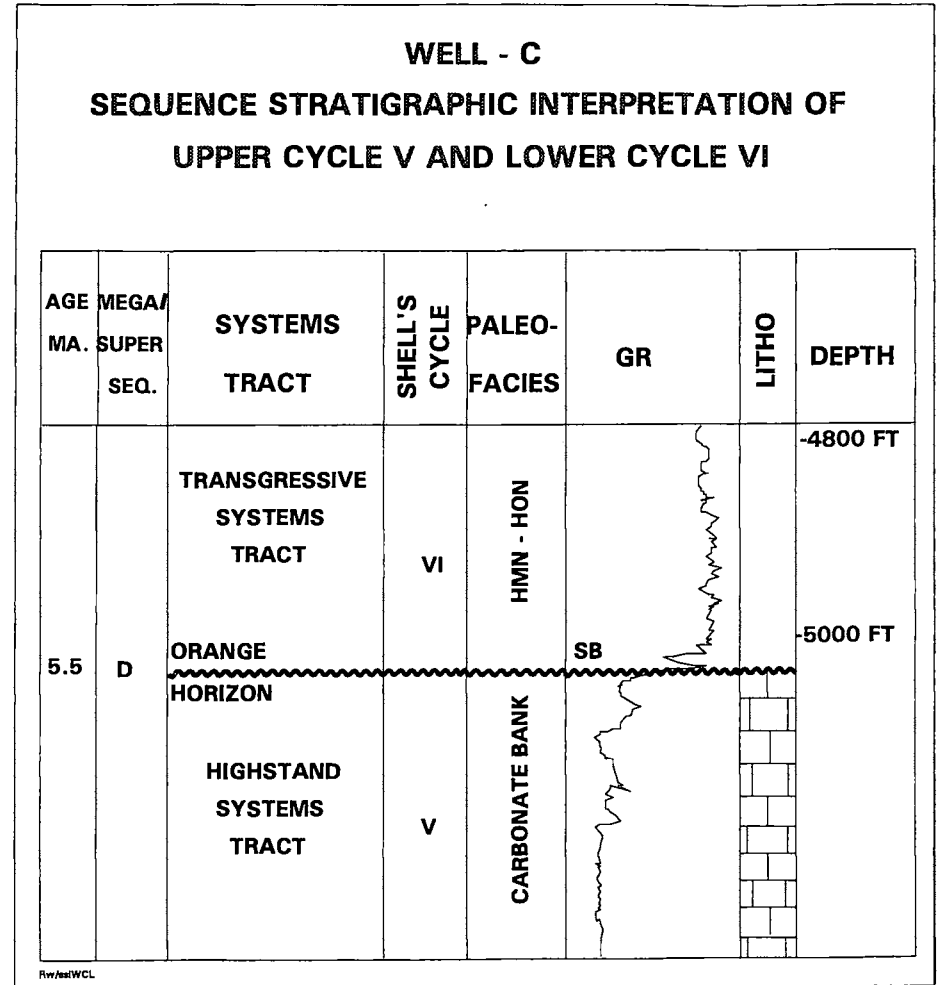 WELL - C
SEQUENCE STRATIGRAPHIC INTERPRETATION OF
UPPER CYCLE V AND LOWER CYCLE VI
AGE
MA.
MEGA/
SUPER
SEQ.
SYSTEMS
TRACT
SHELL'S
CYCLE
PALEO-
FACIES
GR
LITHO
DEPTH
-4800 FT
TRANSGRESSIVE
SYSTEMS
TRACT
VI
HMN - HON
-5000 FT
5.5
D
ORANGE
HORIZON
SB
HIGHSTAND
SYSTEMS
TRACT
V
CARBONATE BANK